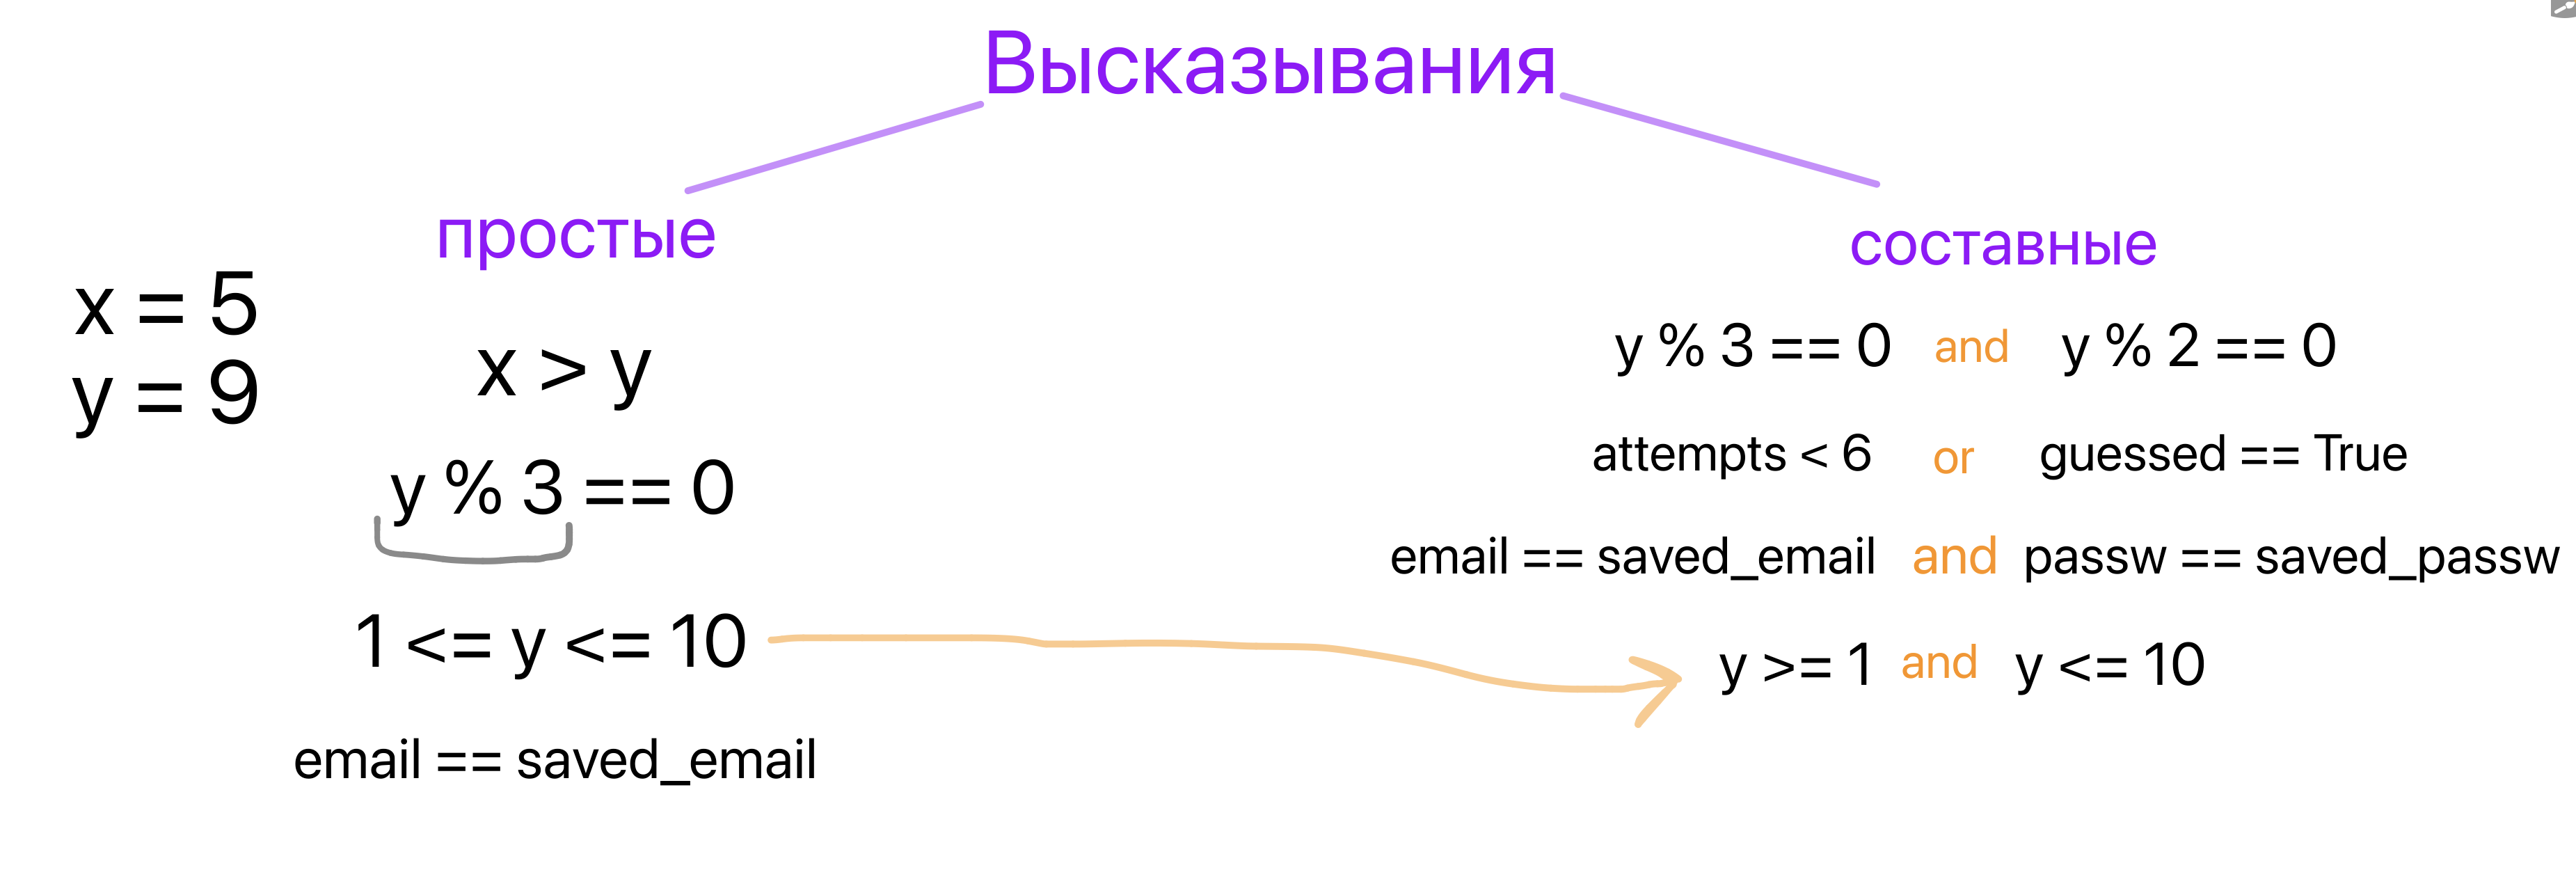 Высказывания
простые
x = 5
y = 9
x > y
y % 3 == 0
1 <= y <= 10
email == saved_email
составные
y % 3 == 0 and y % 2 == 0
attempts < 6 or guessed == True
email == saved_email and passw == saved_passw
y >= 1 and y <= 10